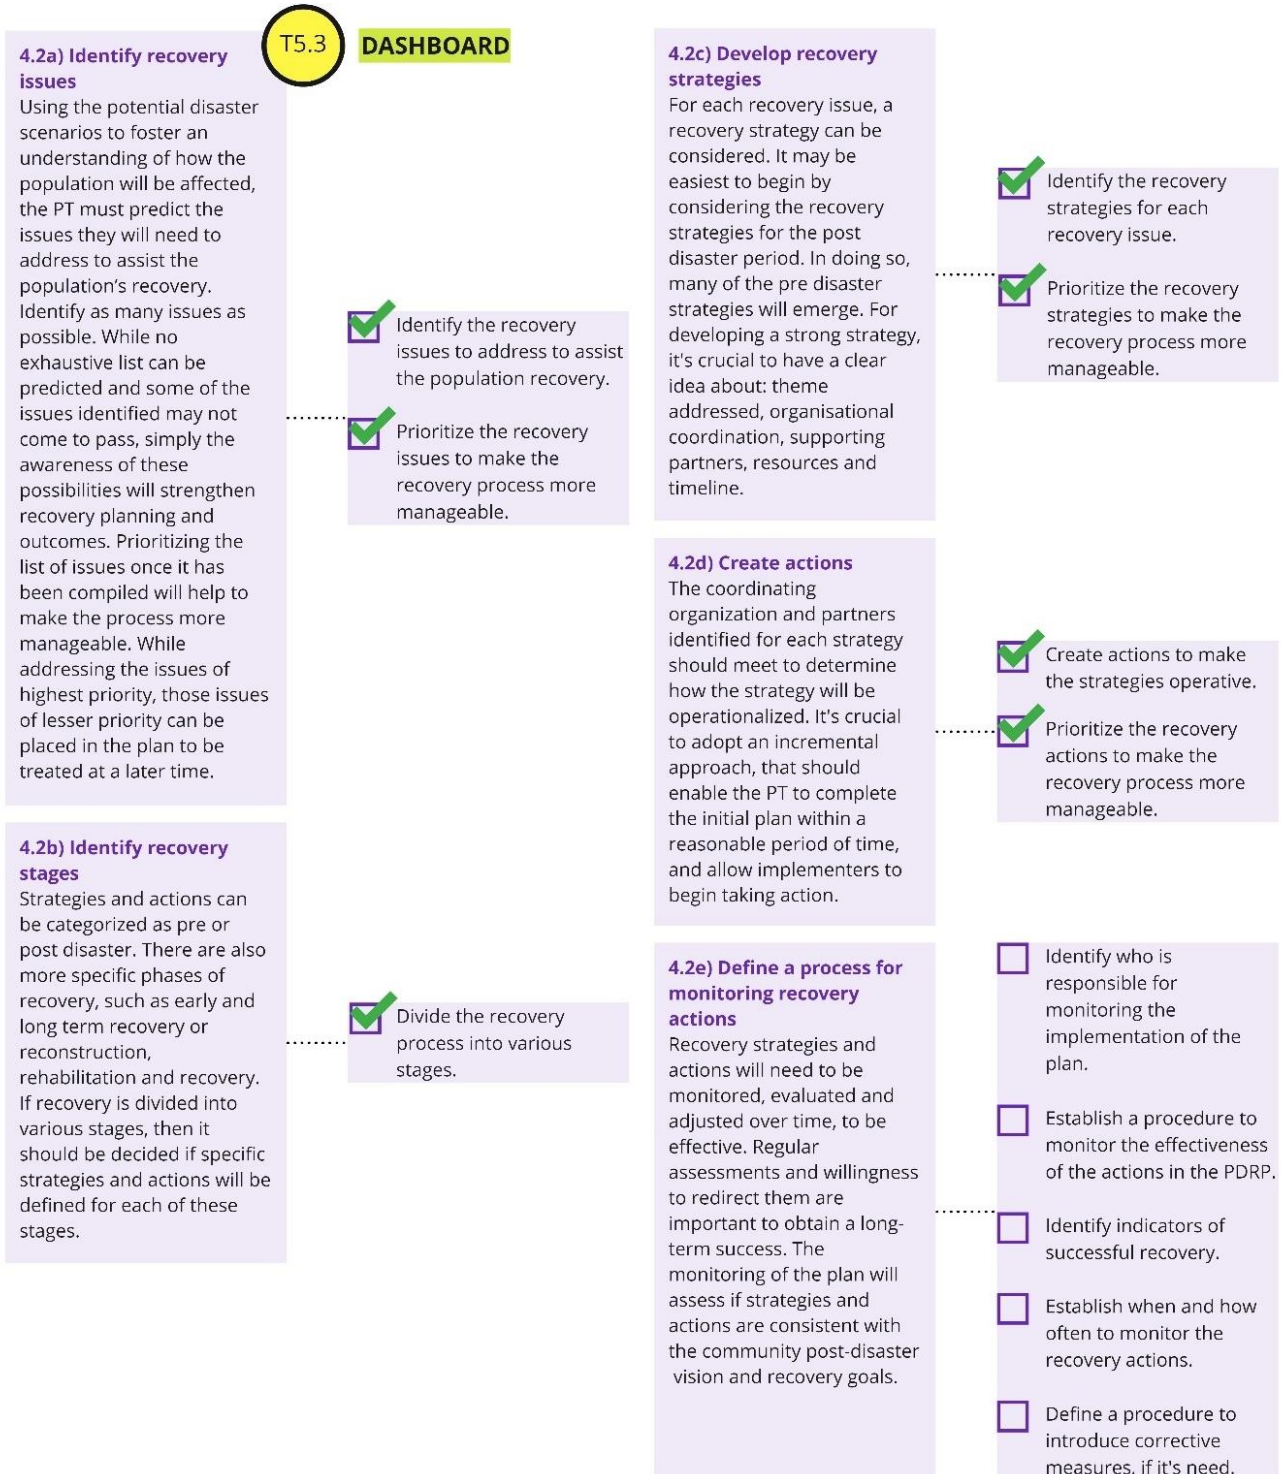 T5.3
DASHBOARD
4.2a) Identify recovery
issues
Using the potential disaster
scenarios to foster an
understanding of how the
population will be affected,
the PT must predict the
issues they will need to
address to assist the
population's recovery.
Identify as many issues as
possible. While no
exhaustive list can be
predicted and some of the
issues identified may not
come to pass, simply the
awareness of these
possibilities will strengthen
recovery planning and
outcomes. Prioritizing the
list of issues once it has
been compiled will help to
make the process more
manageable. While
addressing the issues of
highest priority, those issues
of lesser priority can be
placed in the plan to be
treated at a later time.
Identify the recovery
issues to address to assist
the population recovery.
Prioritize the recovery
issues to make the
recovery process more
manageable.
4.2b) Identify recovery
stages
Strategies and actions can
be categorized as pre or
post disaster. There are also
more specific phases of
recovery, such as early and
long term recovery or
reconstruction,
rehabilitation and recovery.
If recovery is divided into
various stages, then it
should be decided if specific
strategies and actions will be
defined for each of these
stages.
Divide the recovery
process into various
stages.
4.2c) Develop recovery
strategies
For each recovery issue, a
recovery strategy can be
considered. It may be
easiest to begin by
considering the recovery
strategies for the post
disaster period. In doing so,
many of the pre disaster
strategies will emerge. For
developing a strong strategy,
it's crucial to have a clear
idea about: theme
addressed, organisational
coordination, supporting
partners, resources and
timeline.
Identify the recovery
strategies for each
recovery issue.
Prioritize the recovery
strategies to make the
recovery process more
manageable.
4.2d) Create actions
The coordinating
organization and partners
identified for each strategy
should meet to determine
how the strategy will be
operationalized. It's crucial
to adopt an incremental
approach, that should
enable the PT to complete
the initial plan within a
reasonable period of time,
and allow implementers to
begin taking action.
Create actions to make
the strategies operative.
Prioritize the recovery
actions to make the
recovery process more
manageable.
4.2e) Define a process for
monitoring recovery
actions
Recovery strategies and
actions will need to be
monitored, evaluated and
adjusted over time, to be
effective. Regular
assessments and willingness
to redirect them are
important to obtain a long-
term success. The
monitoring of the plan will
assess if strategies and
actions are consistent with
the community post-disaster
vision and recovery goals.
Identify who is
responsible for
monitoring the
implementation of the
plan.
Establish a procedure to
monitor the effectiveness
of the actions in the PDRP.
Identify indicators of
successful recovery.
Establish when and how
often to monitor the
recovery actions.
Define a procedure to
introduce corrective
measures, if it's need.